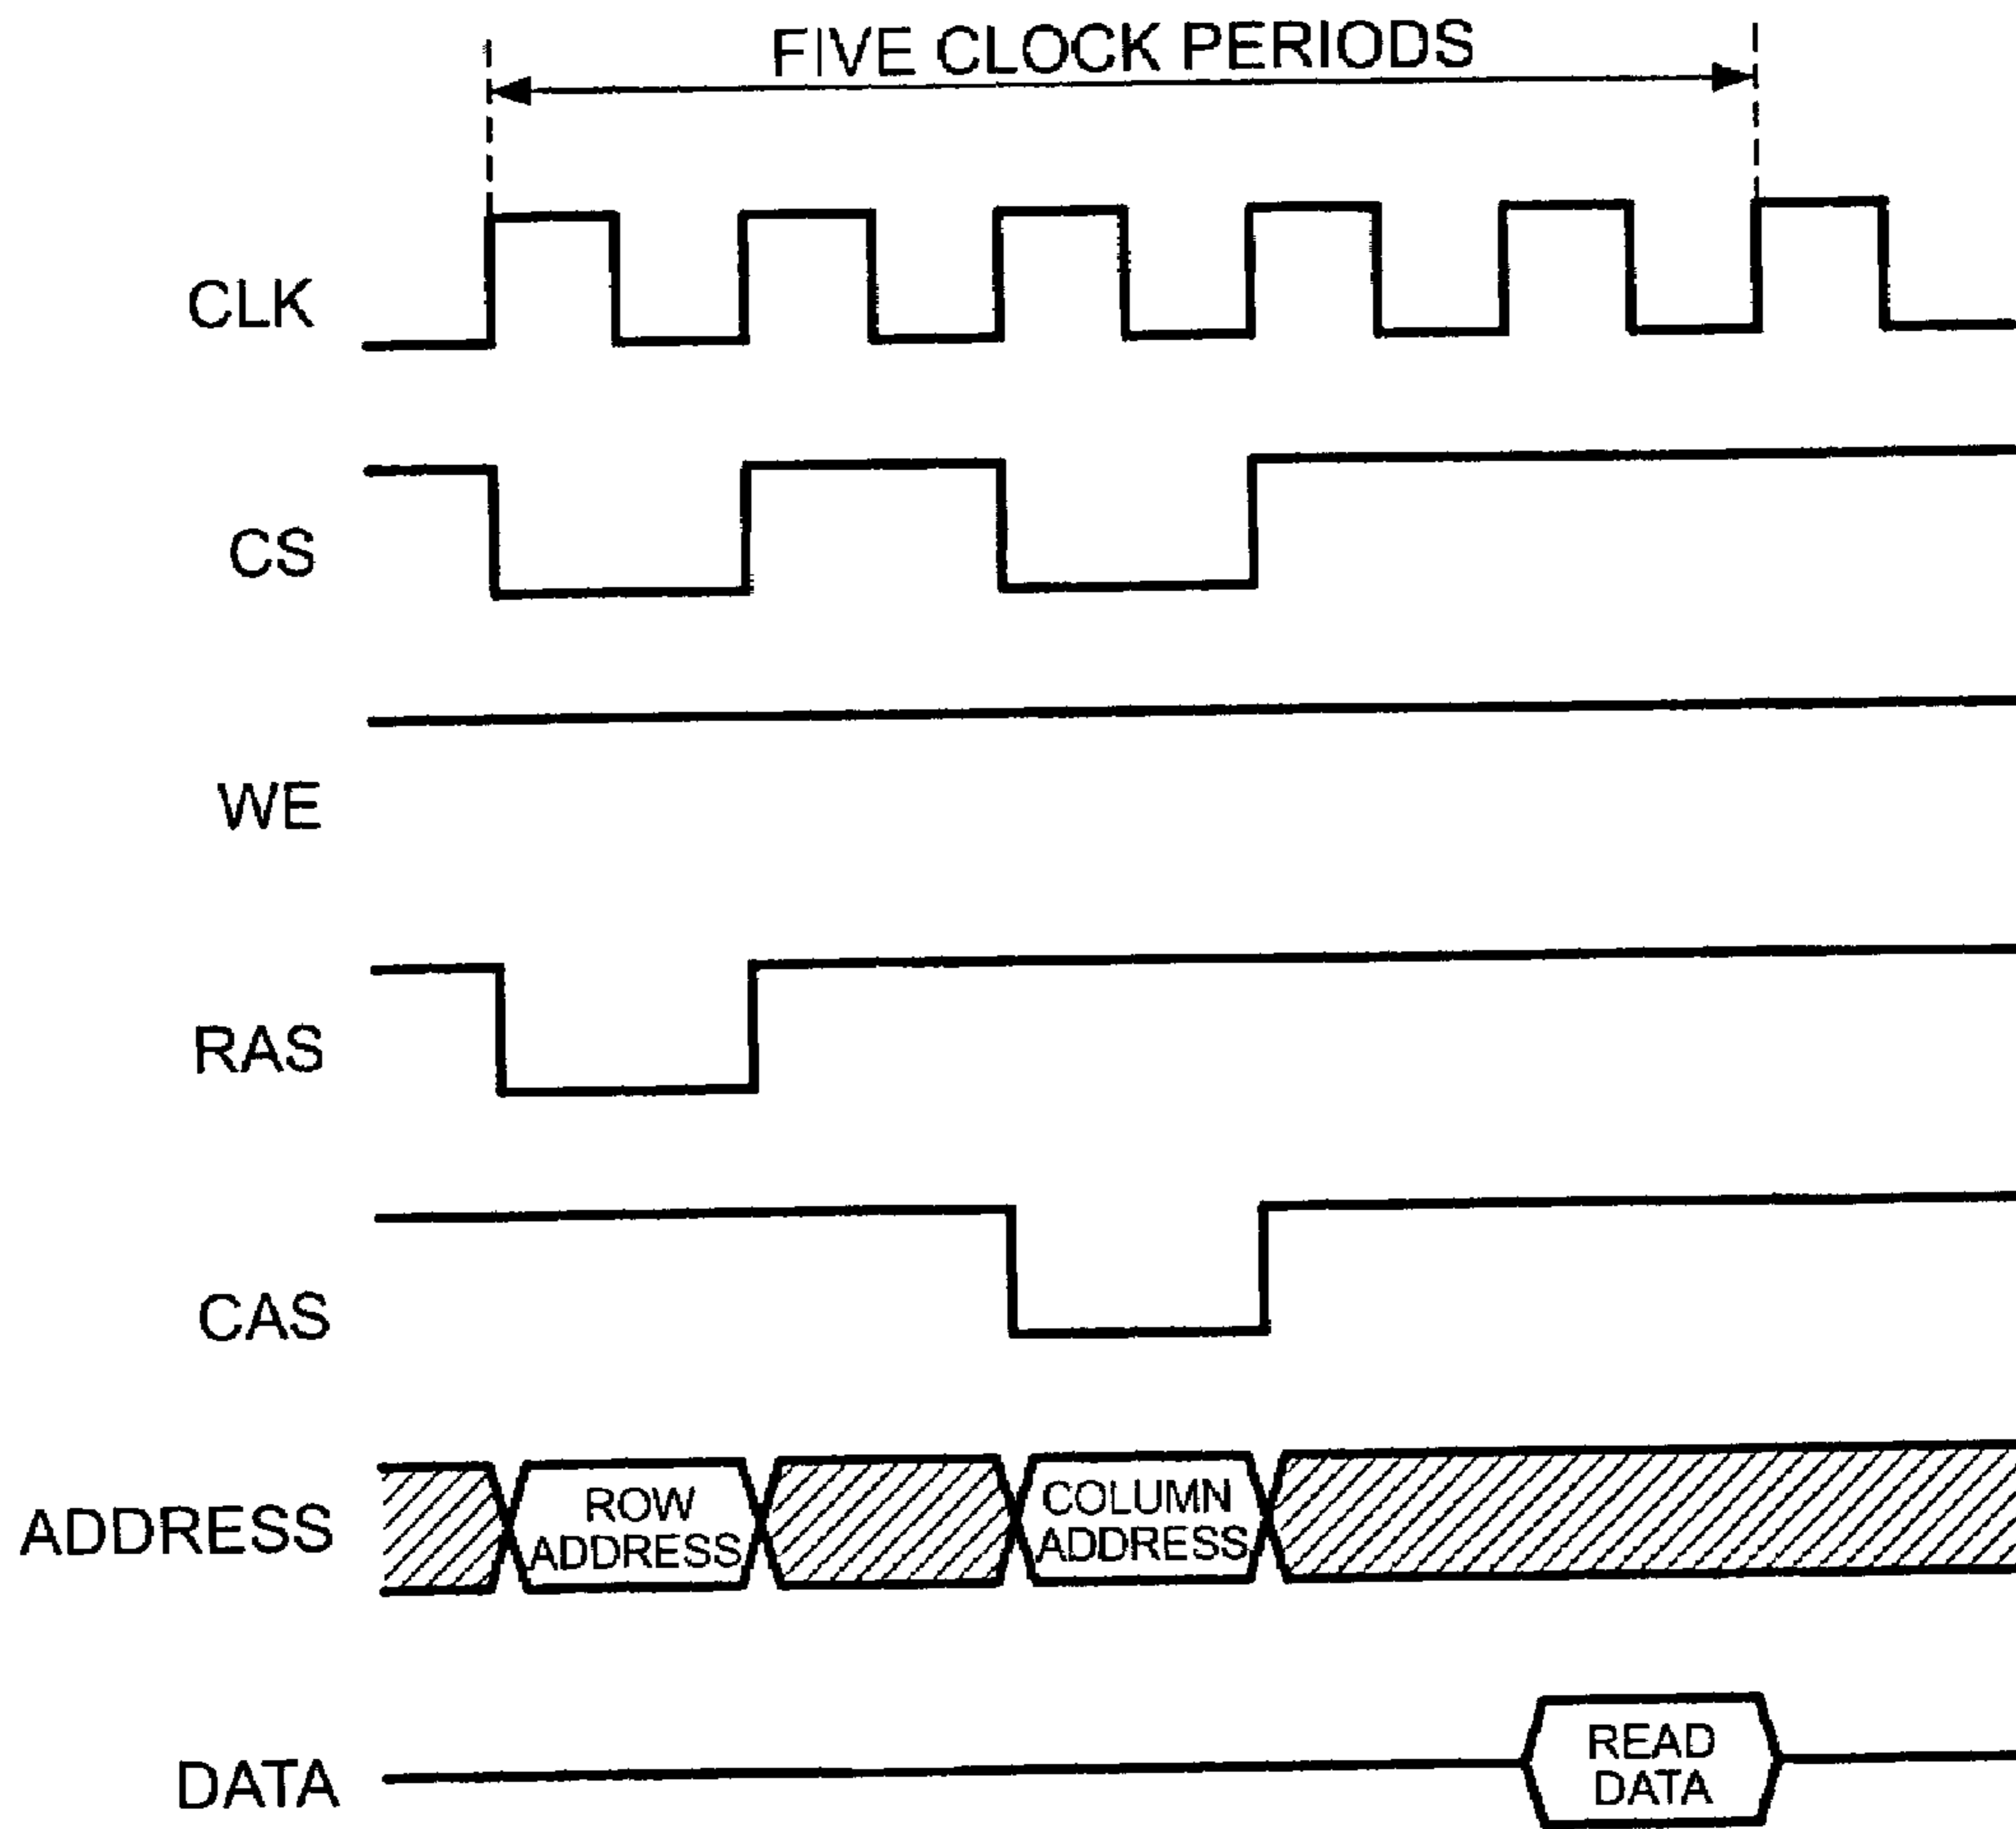 FIVE CLOCK PERIODS
CLK
CS
WE
RAS
CAS
ADDRESS
ROW
ADDRESS
COLUMN
ADDRESS
DATA
READ
DATA